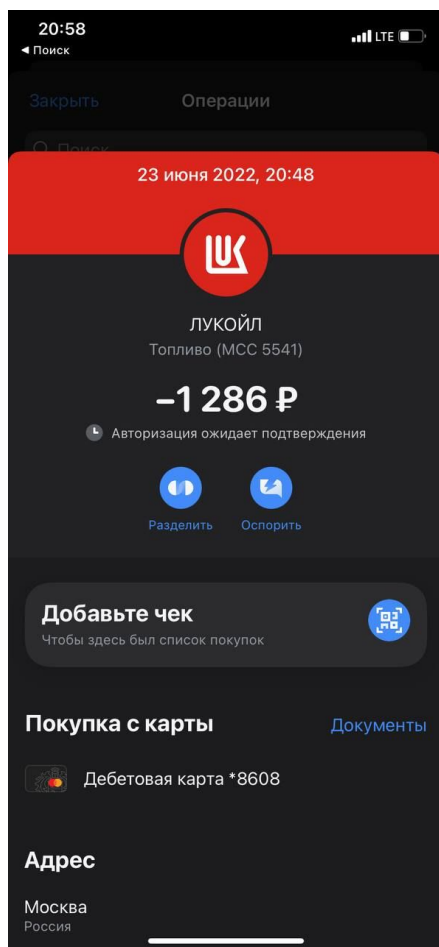 20:58
LTE
◀ Поиск
Закрыть
Операции
Поиск
23 июня 2022, 20:48
LUK
ЛУКОЙЛ
Топливо (MCC 5541)
–1 286 ₽
Авторизация ожидает подтверждения
Разделить
Оспорить
Добавьте чек
Чтобы здесь был список покупок
Покупка с карты
Документы
Дебетовая карта *8608
Адрес
Москва
Россия